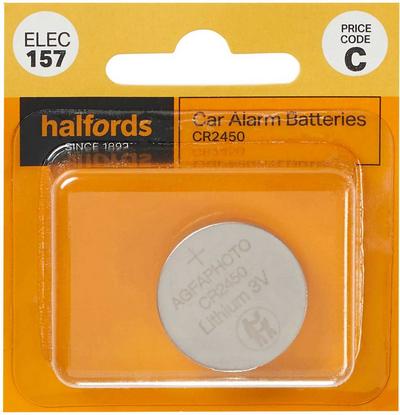 ELEC
157
PRICE
CODE
C
halfords
SINCE 1892
Car Alarm Batteries
CR2450
+
AGFAPHOTO
CR2450
Lithium 3V